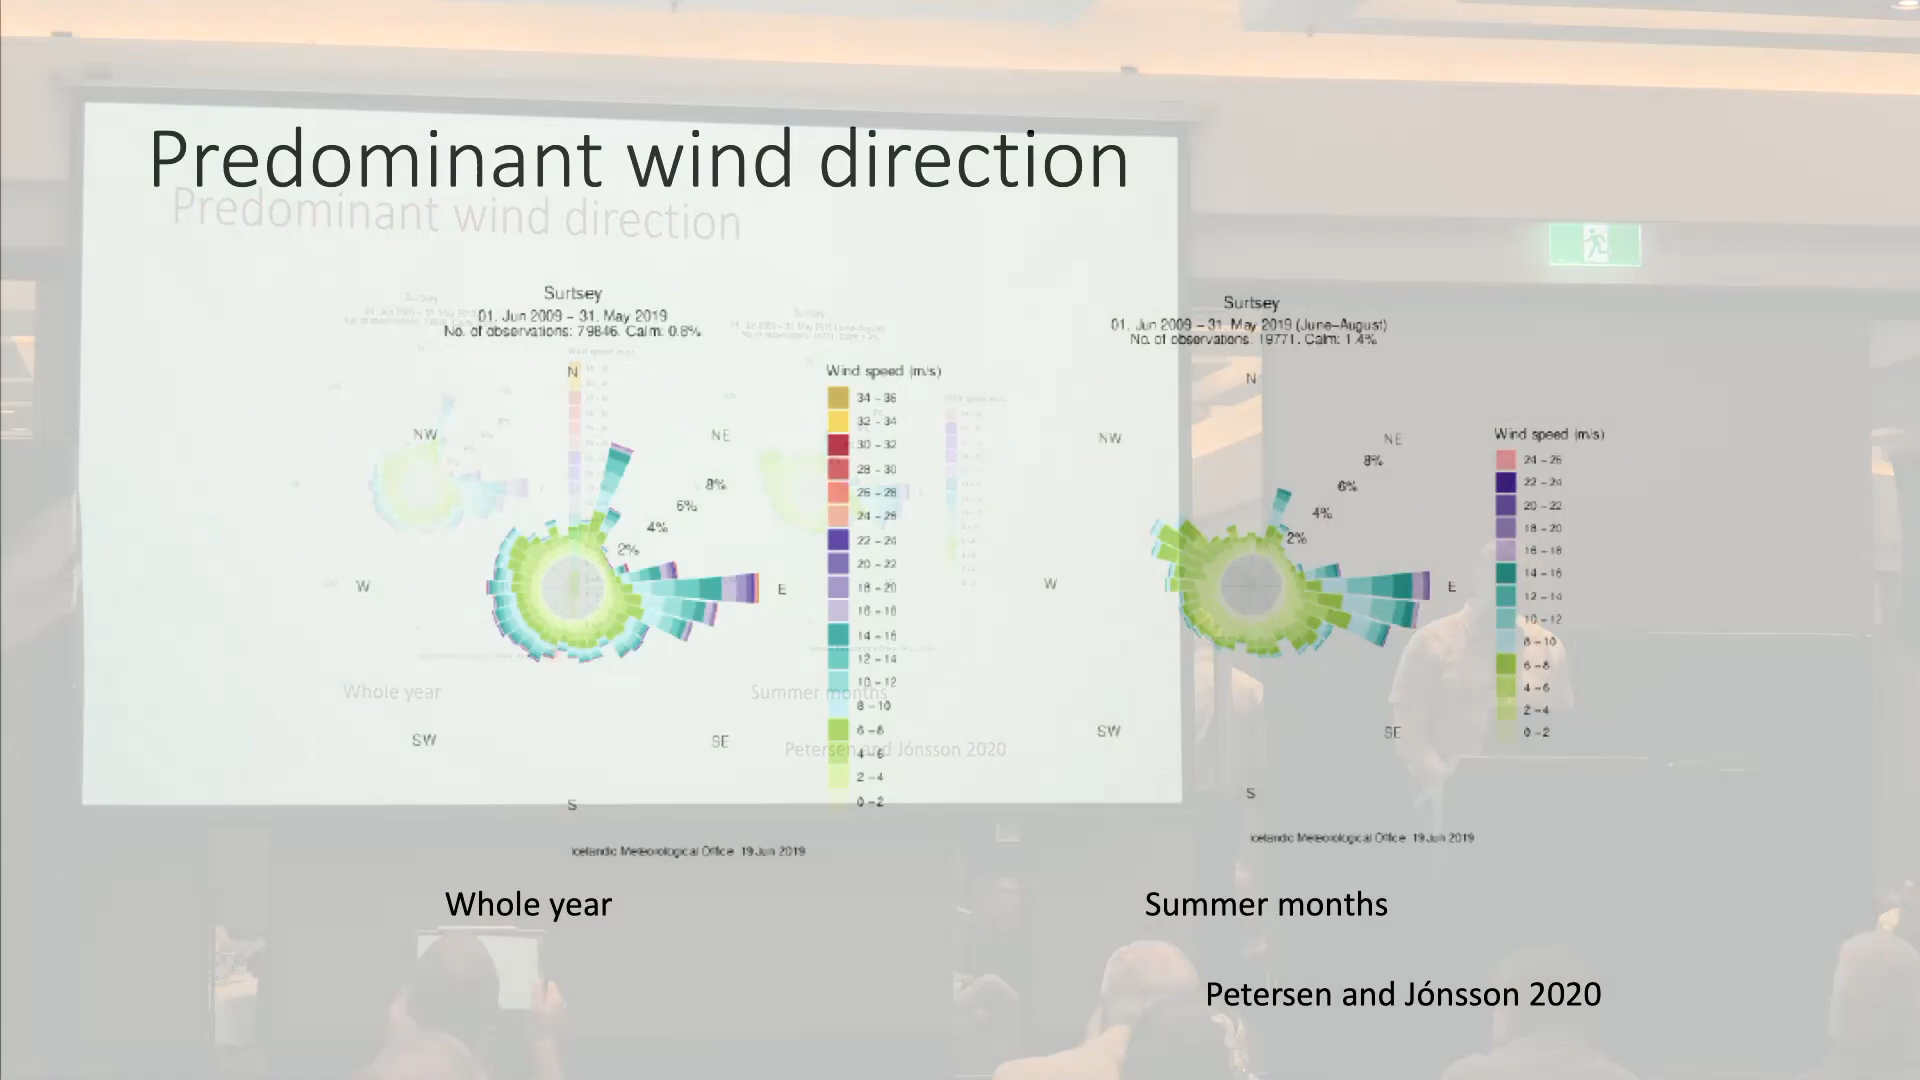 Predominant wind direction
Predominant wind direction
Surtsey
01. Jun 2009 – 31. May 2019
No. of observations: 79846. Calm: 0.8%
N
NW
NE
W
E
SW
SE
S
2%
4%
6%
8%
Wind speed (m/s)
34 – 36
32 – 34
30 – 32
28 – 30
26 – 28
24 – 26
22 – 24
20 – 22
18 – 20
16 – 18
14 – 16
12 – 14
10 – 12
8 – 10
6 – 8
4 – 6
2 – 4
0 – 2
Icelandic Meteorological Office 19 Jun 2019
Whole year
Surtsey
01. Jun 2009 – 31. May 2019 (June–August)
No. of observations: 19771. Calm: 1.4%
N
NW
NE
W
E
SW
SE
S
2%
4%
6%
8%
Wind speed (m/s)
24 – 26
22 – 24
20 – 22
18 – 20
16 – 18
14 – 16
12 – 14
10 – 12
8 – 10
6 – 8
4 – 6
2 – 4
0 – 2
Icelandic Meteorological Office 19 Jun 2019
Summer months
Petersen and Jónsson 2020
Whole year
Summer months
Petersen and Jónsson 2020